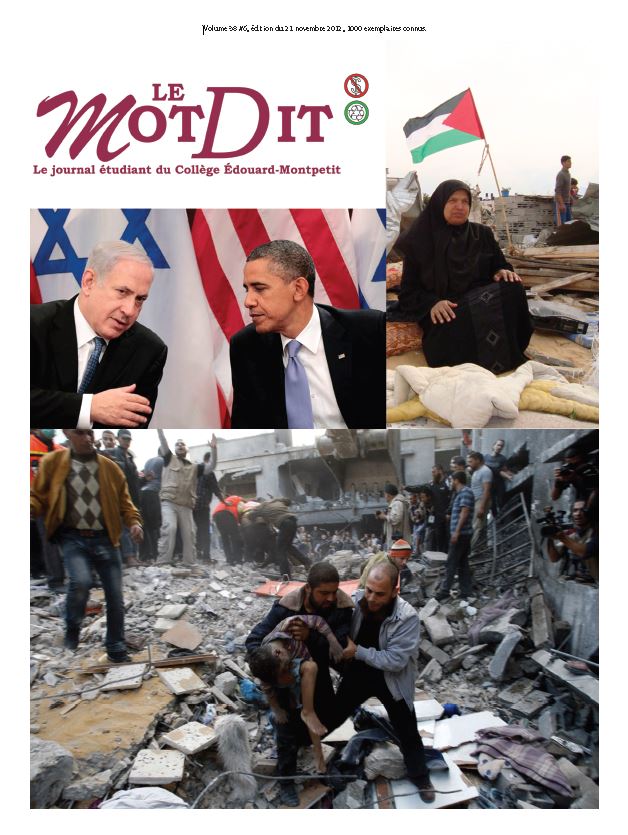 Volume 38 #6, édition du 21 novembre 2012, 1000 exemplaires connus.
LE
MOTDIT
Le journal étudiant du Collège Édouard-Montpetit